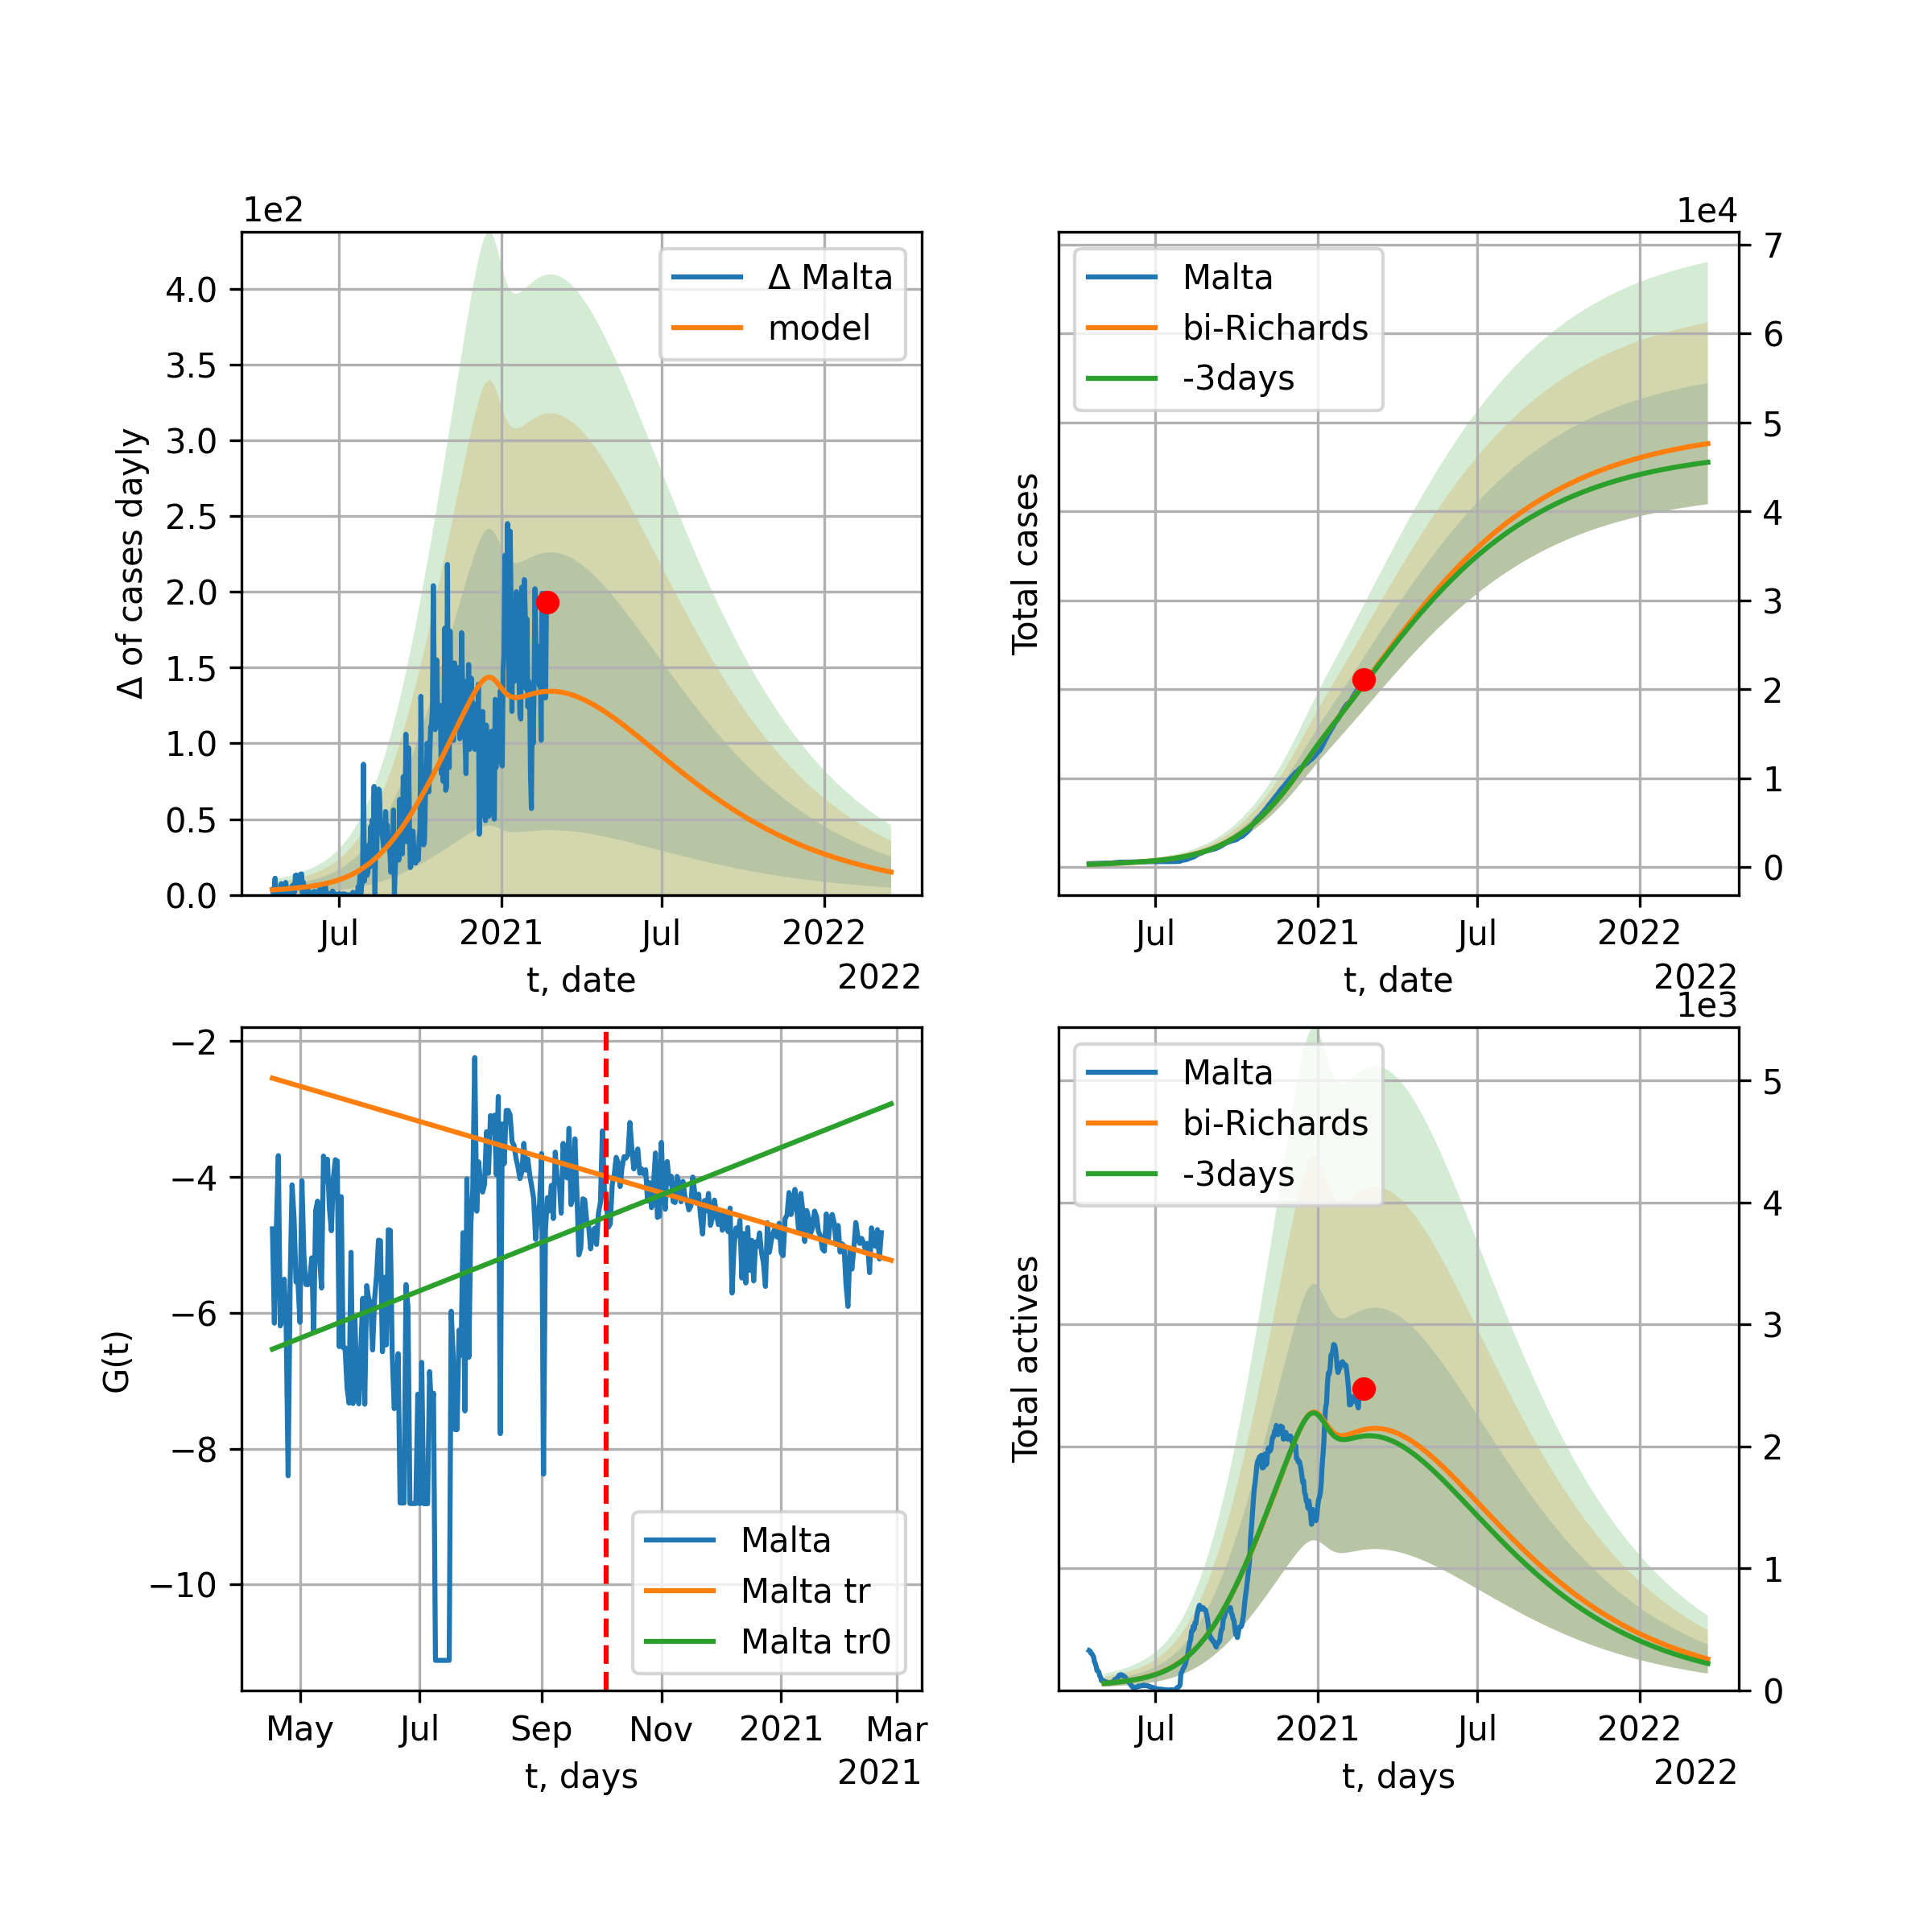 1e2
Δ of cases dayly
4.0
3.5
3.0
2.5
2.0
1.5
1.0
0.5
0.0
Δ Malta
model
Jul 2021 Jul 2022
t, date
2022
1e4
Total cases
Malta
bi-Richards
-3days
7
6
5
4
3
2
1
0
Jul 2021 Jul 2022
t, date
2022
G(t)
−2
−4
−6
−8
−10
Malta
Malta tr
Malta tr0
May Jul Sep Nov 2021 Mar
t, days
2021
1e3
Total actives
Malta
bi-Richards
-3days
5
4
3
2
1
0
Jul 2021 Jul 2022
t, days
2022